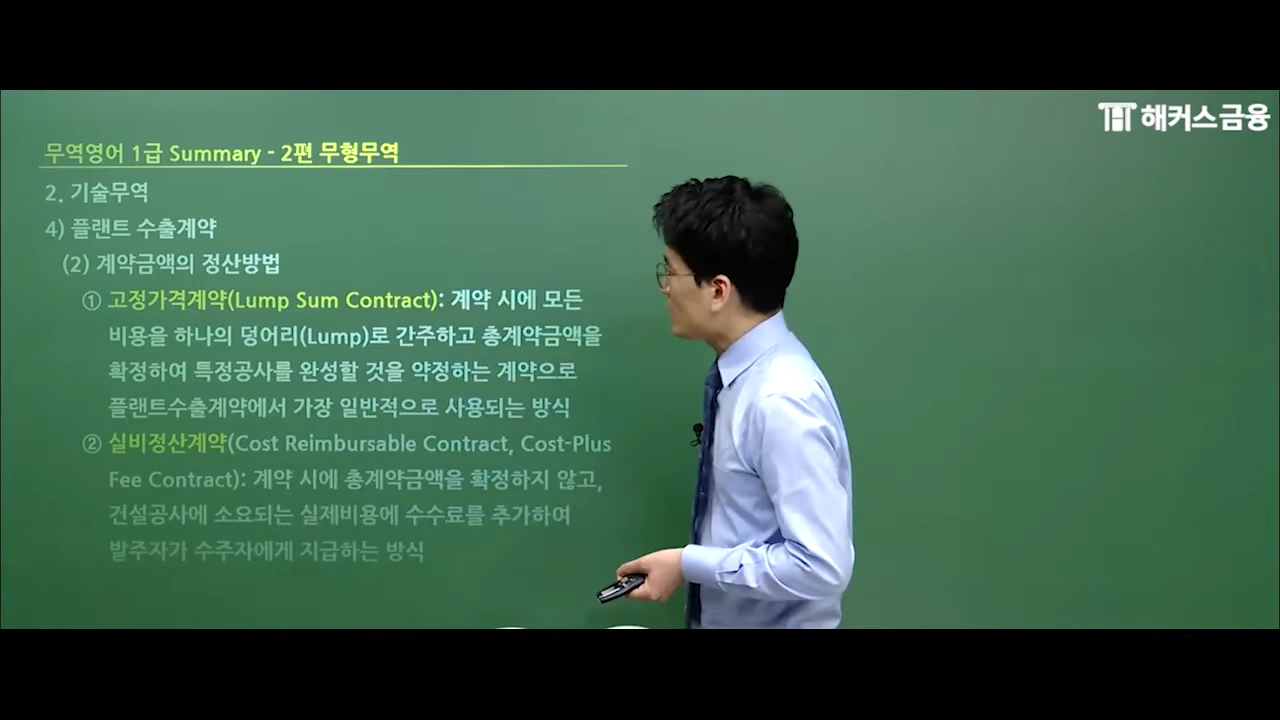 해커스금융
무역영어 1급 Summary - 2편 무형무역
2. 기술무역
4) 플랜트 수출계약
(2) 계약금액의 정산방법
① 고정가격계약(Lump Sum Contract): 계약 시에 모든
비용을 하나의 덩어리(Lump)로 간주하고 총계약금액을
확정하여 특정공사를 완성할 것을 약정하는 계약으로
플랜트수출계약에서 가장 일반적으로 사용되는 방식
② 실비정산계약(Cost Reimbursable Contract, Cost-Plus
Fee Contract): 계약 시에 총계약금액을 확정하지 않고,
건설공사에 소요되는 실제비용에 수수료를 추가하여
발주자가 수주자에게 지급하는 방식